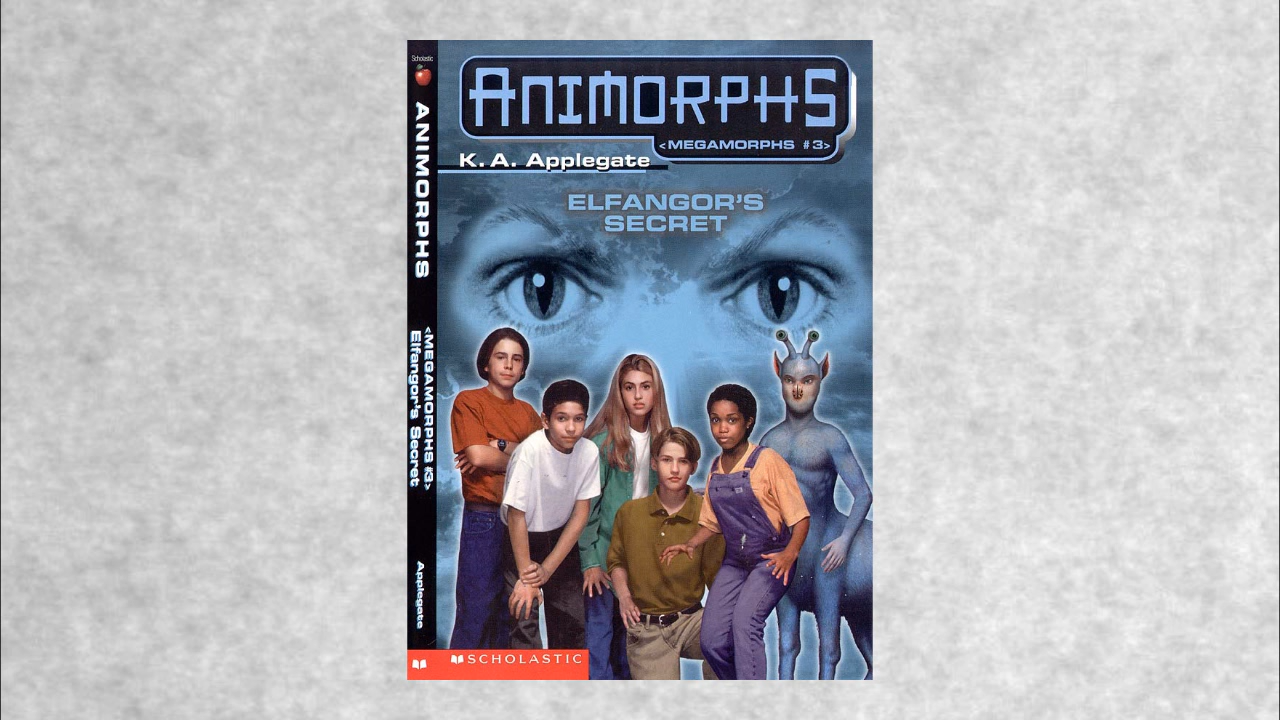 Scholastic
ANIMORPHS
<MEGAMORPHS #3>
Elfangor's Secret
Applegate
ANIMORPHS
<MEGAMORPHS #3>
K.A. Applegate
ELFANGOR'S
SECRET
SCHOLASTIC